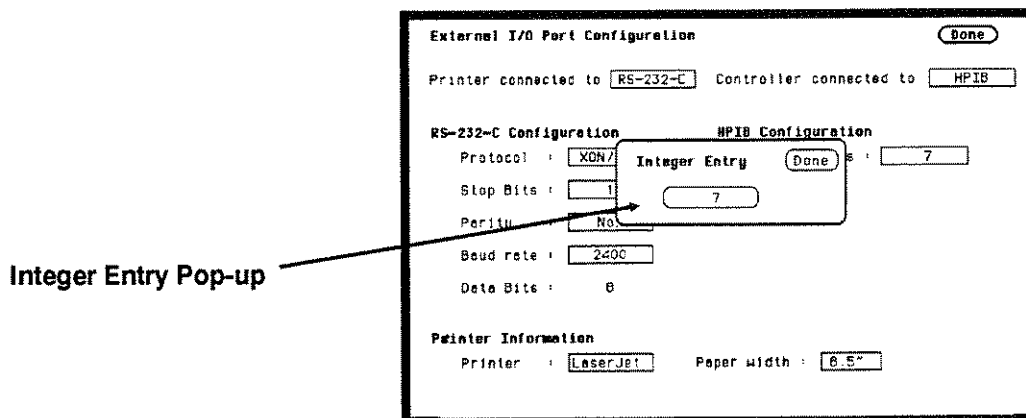 External I/O Port Configuration Done
Printer connected to RS-232-C Controller connected to HPIB
RS-232-C Configuration HPIB Configuration
Protocol : XON/ s : 7
Integer Entry Done
Stop Bits : 1 7
Parity No
Baud rate : 2400
Integer Entry Pop-up
Data Bits : 8
Printer Information
Printer : LaserJet Paper width : 8.5"